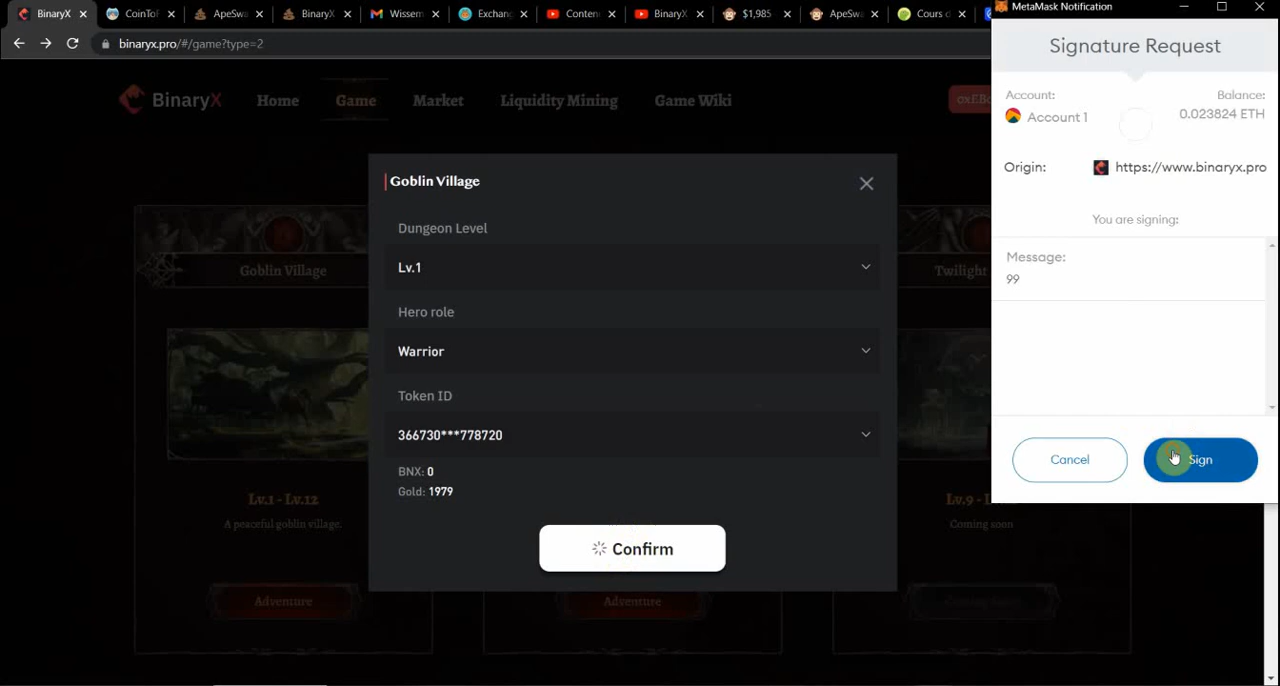 BinaryX
CoinTo
ApeSwa
BinaryX
Wissem
Exchan
Conten
BinaryX
$1,985
ApeSwa
Cours d
MetaMask Notification
binaryx.pro/#/game?type=2
BinaryX
Home
Game
Market
Liquidity Mining
Game Wiki
Signature Request
Account:
Balance:
Account 1
0.023824 ETH
Origin:
https://www.binaryx.pro
You are signing:
Message:
99
Cancel
Sign
Goblin Village
Dungeon Level
Lv.1
Hero role
Warrior
Token ID
366730***778720
BNX: 0
Gold: 1979
Confirm
Goblin Village
Lv.1 - Lv.12
A peaceful goblin village.
Adventure
Adventure
Twilight
Lv.9 -
Coming soon